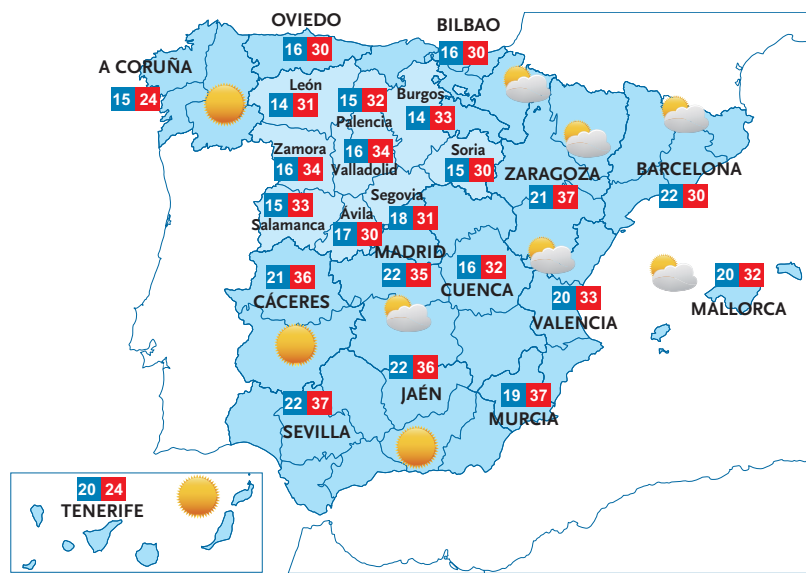 OVIEDO
16 30
BILBAO
16 30
A CORUÑA
15 24
León
14 31
15 32
Palencia
Burgos
14 33
Zamora
16 34
16 34
Valladolid
Soria
15 30
ZARAGOZA
21 37
BARCELONA
22 30
15 33
Salamanca
Ávila
17 30
Segovia
18 31
MADRID
22 35
16 32
CUENCA
21 36
CÁCERES
20 33
VALENCIA
20 32
MALLORCA
22 36
JAÉN
22 37
SEVILLA
19 37
MURCIA
20 24
TENERIFE